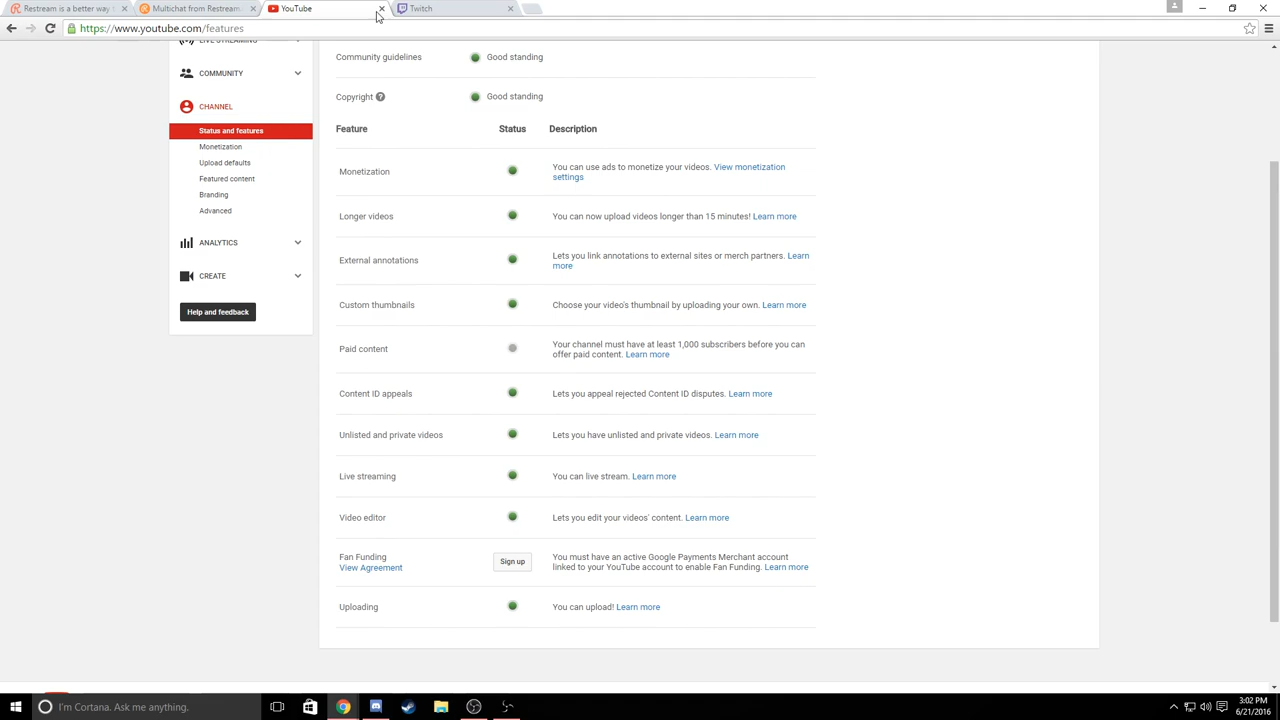 Restream is a better way t
Multichat from Restream
YouTube
Twitch
https://www.youtube.com/features
LIVE STREAMING
Community guidelines
Good standing
COMMUNITY
Copyright ?
Good standing
CHANNEL
Status and features
Monetization
Upload defaults
Featured content
Branding
Advanced
ANALYTICS
CREATE
Help and feedback
Feature Status Description
Monetization
You can use ads to monetize your videos. View monetization
settings
Longer videos
You can now upload videos longer than 15 minutes! Learn more
External annotations
Lets you link annotations to external sites or merch partners. Learn
more
Custom thumbnails
Choose your video's thumbnail by uploading your own. Learn more
Paid content
Your channel must have at least 1,000 subscribers before you can
offer paid content. Learn more
Content ID appeals
Lets you appeal rejected Content ID disputes. Learn more
Unlisted and private videos
Lets you have unlisted and private videos. Learn more
Live streaming
You can live stream. Learn more
Video editor
Lets you edit your videos' content. Learn more
Fan Funding
View Agreement
Sign up
You must have an active Google Payments Merchant account
linked to your YouTube account to enable Fan Funding. Learn more
Uploading
You can upload! Learn more
I'm Cortana. Ask me anything.
3:02 PM
6/21/2016